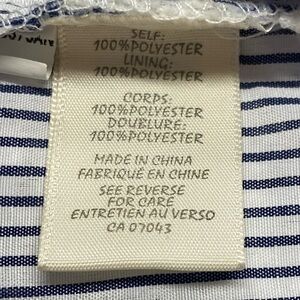 SELF:
100%POLYESTER
LINING:
100%POLYESTER
CORPS:
100%POLYESTER
DOUBLURE:
100%POLYESTER
MADE IN CHINA
FABRIQUÉ EN CHINE
SEE REVERSE
FOR CARE
ENTRETIEN AU VERSO
CA 07043